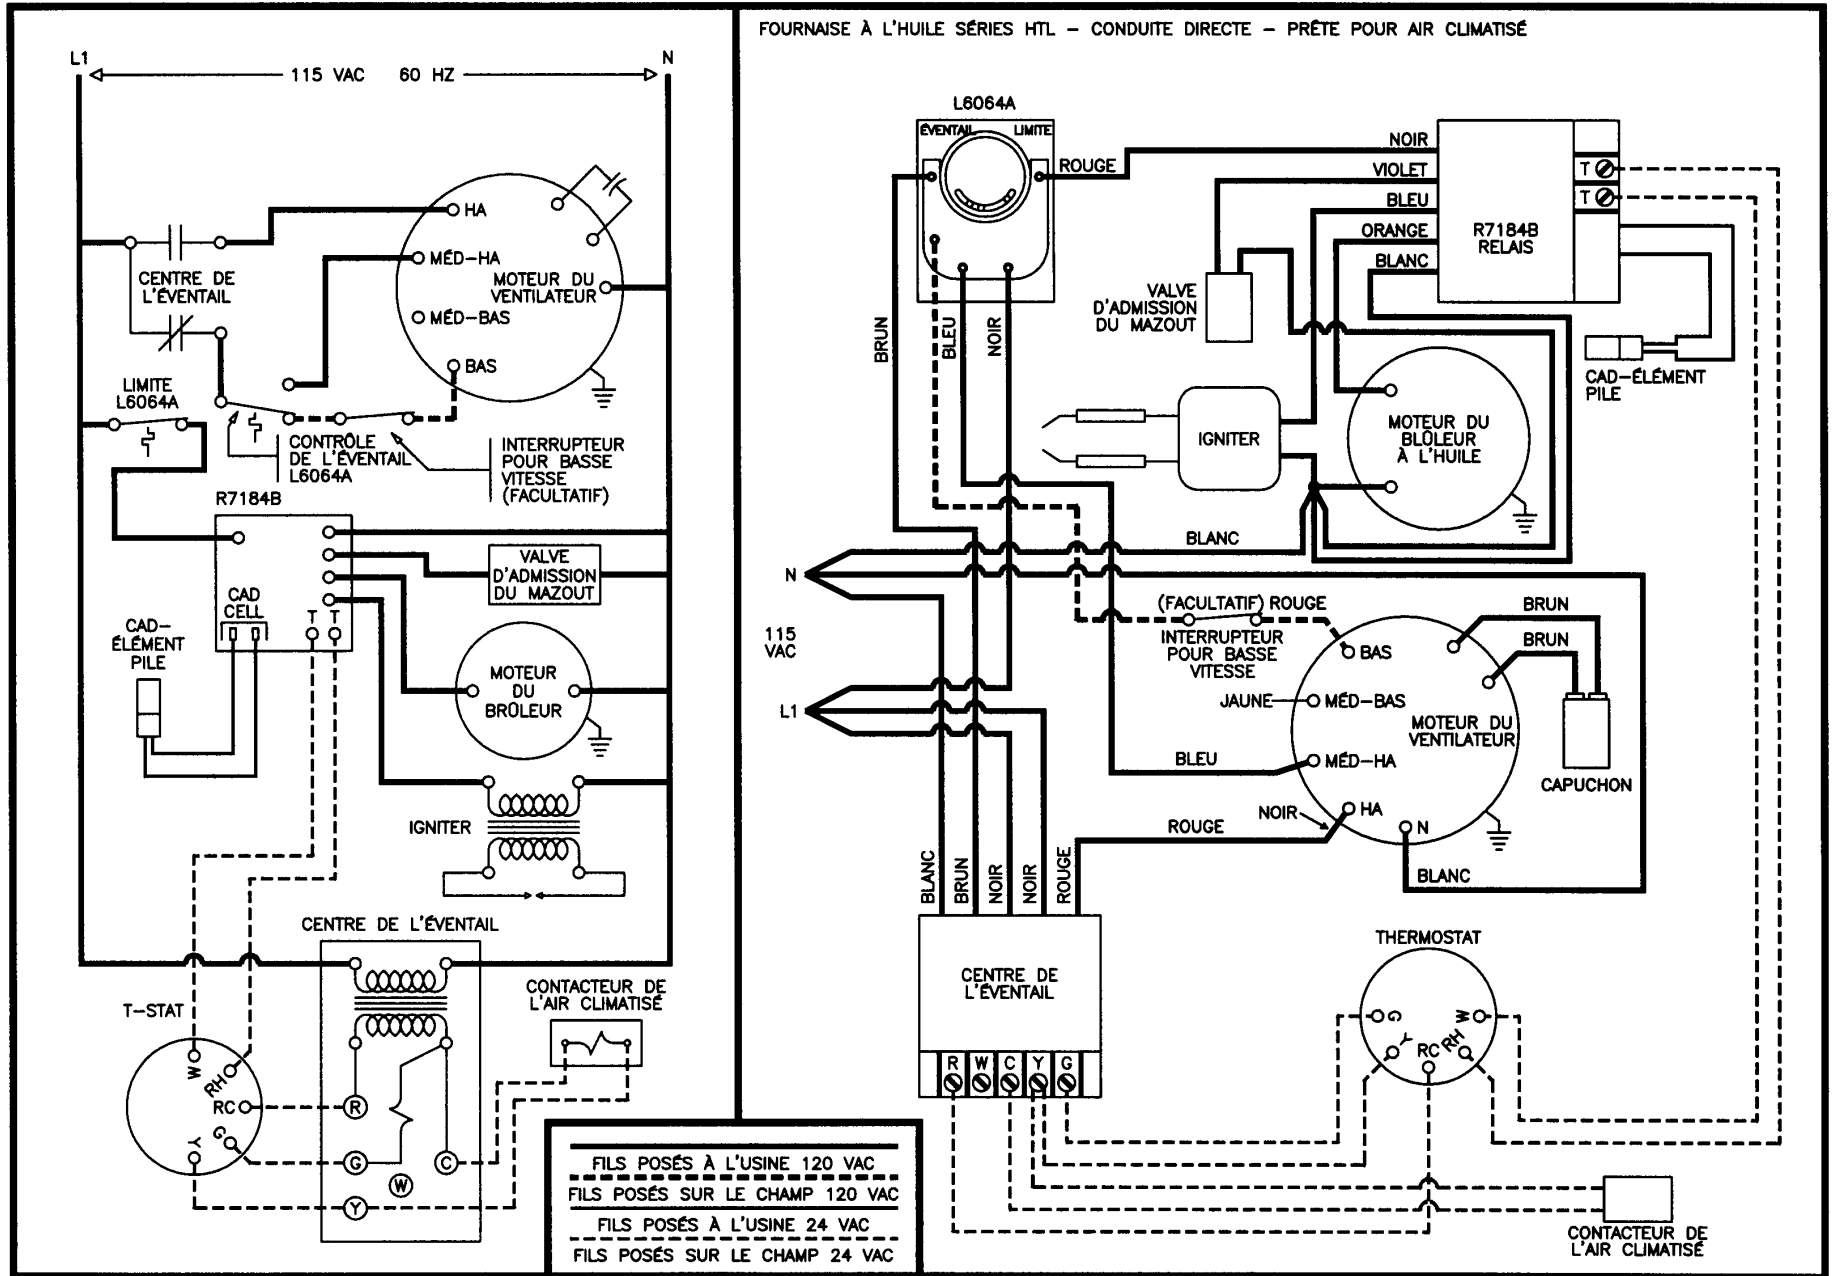 FOURNAISE À L'HUILE SÉRIES HTL – CONDUITE DIRECTE – PRÊTE POUR AIR CLIMATISÉ
L1
N
115 VAC 60 HZ
HA
MÉD-HA
MOTEUR DU
VENTILATEUR
MÉD-BAS
BAS
CENTRE DE
L'ÉVENTAIL
LIMITE
L6064A
CONTRÔLE
DE L'ÉVENTAIL
L6064A
INTERRUPTEUR
POUR BASSE
VITESSE
(FACULTATIF)
R7184B
VALVE
D'ADMISSION
DU MAZOUT
CAD
CELL
T T
CAD-
ÉLÉMENT
PILE
MOTEUR
DU
BRÛLEUR
IGNITER
CENTRE DE L'ÉVENTAIL
CONTACTEUR DE
L'AIR CLIMATISÉ
T-STAT
W
RH
RC
G
Y
R
G
C
W
Y
FILS POSÉS À L'USINE 120 VAC
FILS POSÉS SUR LE CHAMP 120 VAC
FILS POSÉS À L'USINE 24 VAC
FILS POSÉS SUR LE CHAMP 24 VAC
L6064A
ÉVENTAIL LIMITE
ROUGE
NOIR
VIOLET
BLEU
ORANGE
BLANC
R7184B
RELAIS
T
T
BRUN
BLEU
NOIR
VALVE
D'ADMISSION
DU MAZOUT
CAD-ÉLÉMENT
PILE
IGNITER
MOTEUR DU
BLÛLEUR
À L'HUILE
BLANC
N
115
VAC
L1
(FACULTATIF) ROUGE
INTERRUPTEUR
POUR BASSE
VITESSE
BRUN
BRUN
BAS
JAUNE
MÉD-BAS
MOTEUR DU
VENTILATEUR
BLEU
MÉD-HA
CAPUCHON
NOIR
HA
N
ROUGE
BLANC
BLANC
BRUN
NOIR
NOIR
ROUGE
CENTRE DE
L'ÉVENTAIL
R W C Y G
THERMOSTAT
G
Y
RC
RH
W
CONTACTEUR DE
L'AIR CLIMATISÉ